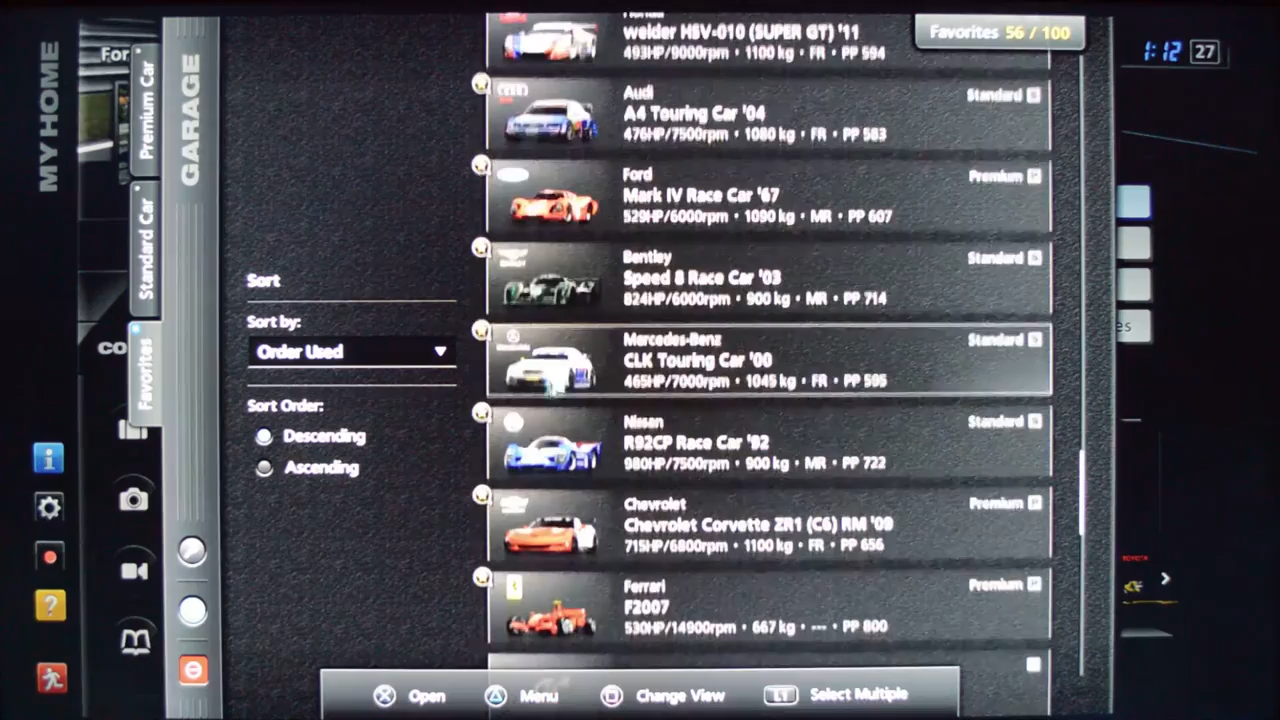 MY HOME
For
Premium Car
Standard Car
Favorites
GARAGE
Sort
Sort by:
Order Used
Sort Order:
Descending
Ascending
Favorites 56 / 100
1:12 27
weider HSV-010 (SUPER GT) '11
493HP/9000rpm • 1100 kg • FR • PP 594
Audi
Standard S
A4 Touring Car '04
476HP/7500rpm • 1080 kg • FR • PP 583
Ford
Premium P
Mark IV Race Car '67
529HP/6000rpm • 1090 kg • MR • PP 607
Bentley
Standard S
Speed 8 Race Car '03
824HP/6000rpm • 900 kg • MR • PP 714
Mercedes-Benz
Standard S
CLK Touring Car '00
465HP/7000rpm • 1045 kg • FR • PP 595
Nissan
Standard S
R92CP Race Car '92
980HP/7500rpm • 900 kg • MR • PP 722
Chevrolet
Premium P
Chevrolet Corvette ZR1 (C6) RM '09
715HP/6800rpm • 1100 kg • FR • PP 656
Ferrari
Premium P
F2007
530HP/14900rpm • 667 kg • --- • PP 800
CO
es
TOYOTA
Open
Menu
Change View
L1 Select Multiple